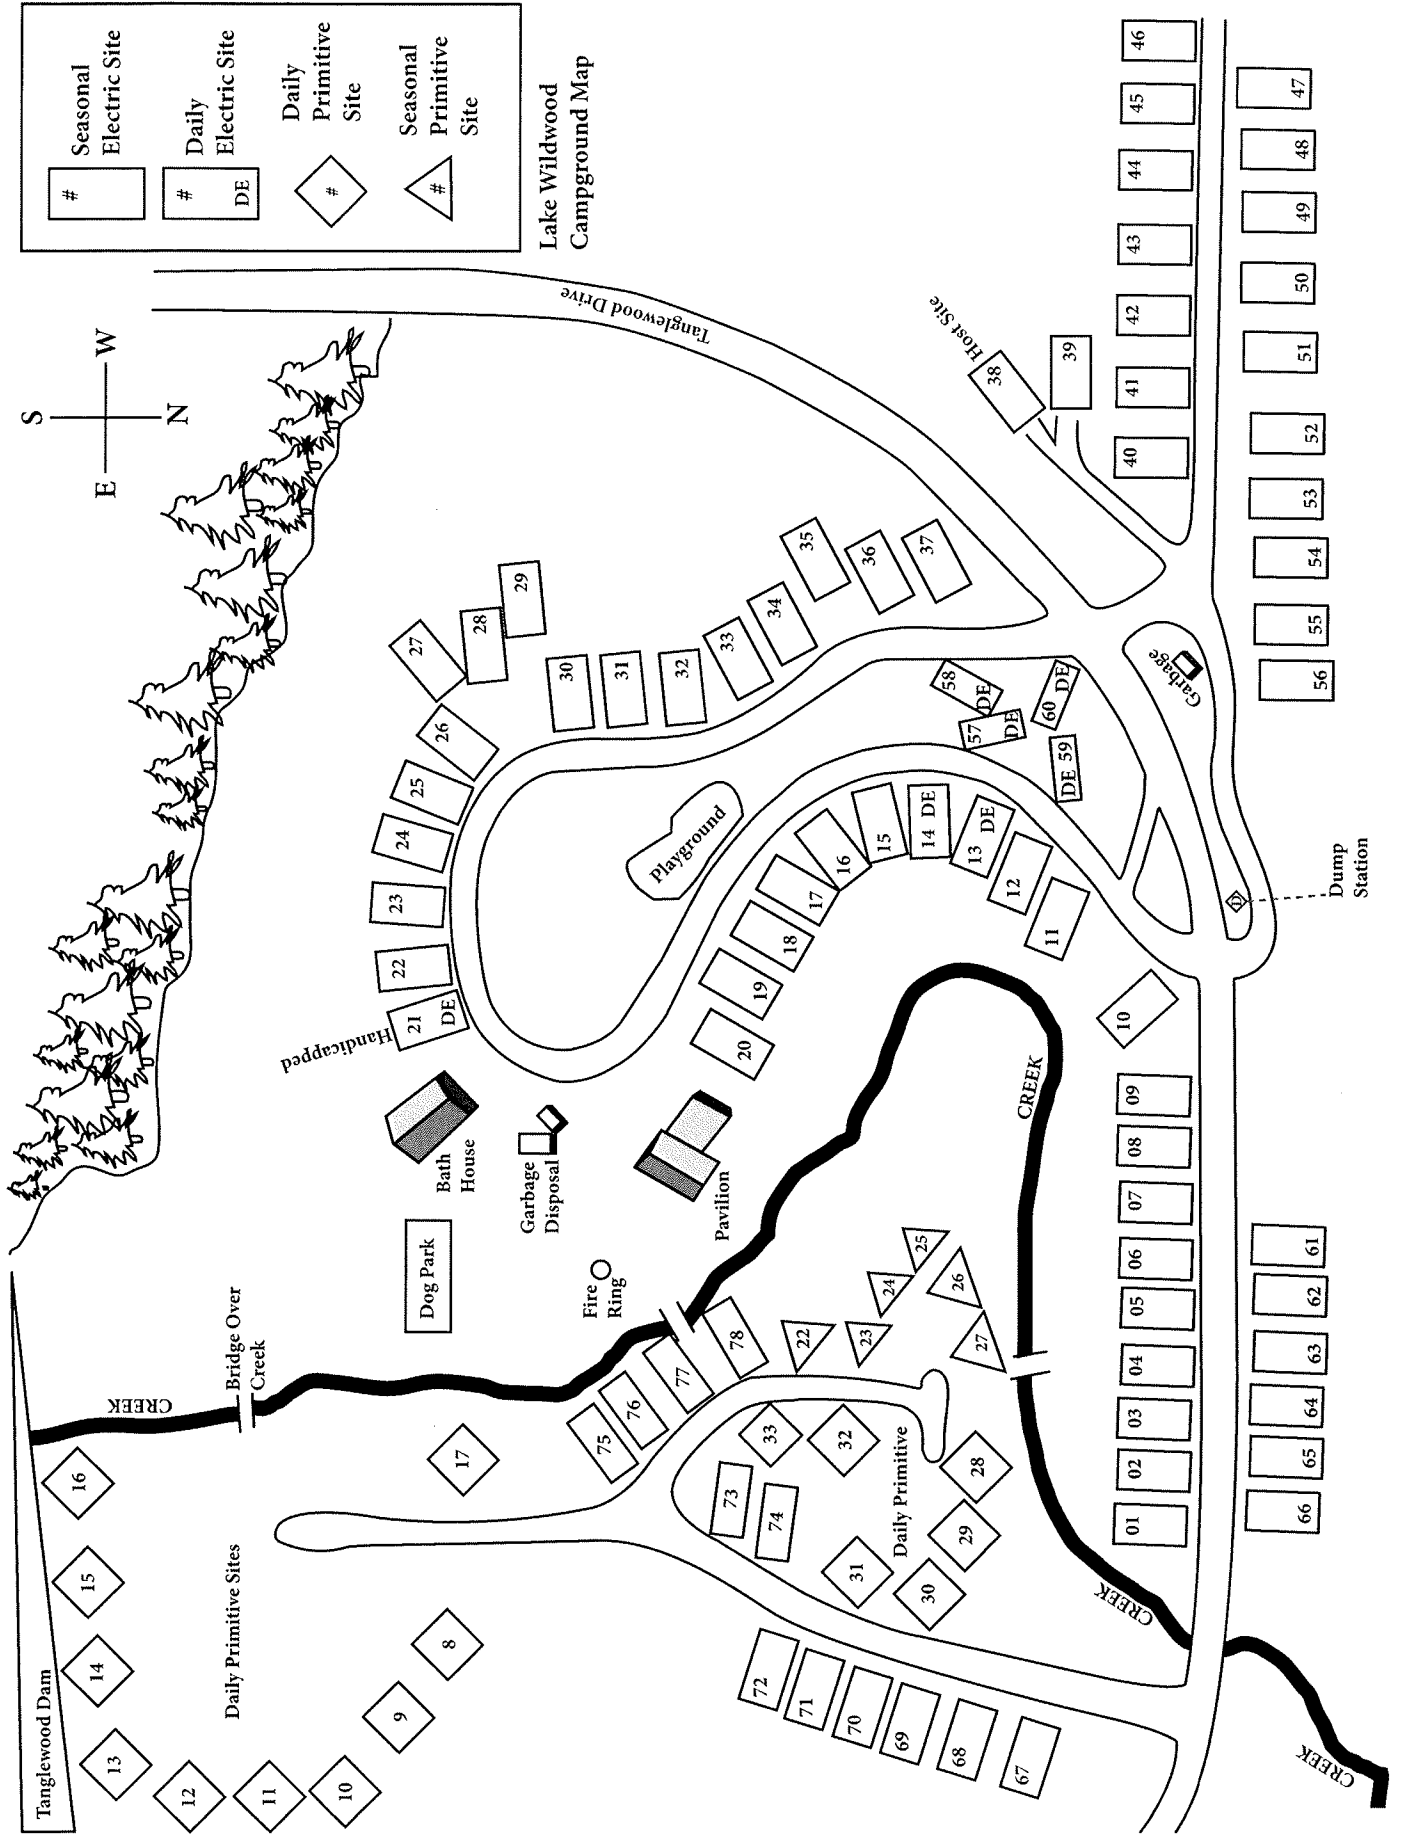 Seasonal
Electric Site
#
Daily
Electric Site
#
DE
Daily
Primitive
Site
#
Seasonal
Primitive
Site
#
Lake Wildwood
Campground Map
S
W
N
E
Tanglewood Drive
Host Site
38
39
46
45
44
43
42
41
40
47
48
49
50
51
52
53
54
55
56
Garbage
D
Dump
Station
37
36
35
34
33
32
31
30
29
28
27
26
25
24
23
22
21
DE
Handicapped
58
DE
57
DE
60
DE
DE 59
Playground
14 DE
13 DE
15
16
17
18
19
20
12
11
10
Bath
House
Garbage
Disposal
Pavilion
Dog Park
Fire
Ring
CREEK
Bridge Over
Creek
CREEK
09
08
07
06
05
04
03
02
01
61
62
63
64
65
66
25
24
26
23
22
27
78
77
76
75
33
32
73
74
Daily Primitive
28
29
30
31
17
16
15
14
13
12
11
10
9
8
Daily Primitive Sites
Tanglewood Dam
72
71
70
69
68
67
CREEK
CREEK